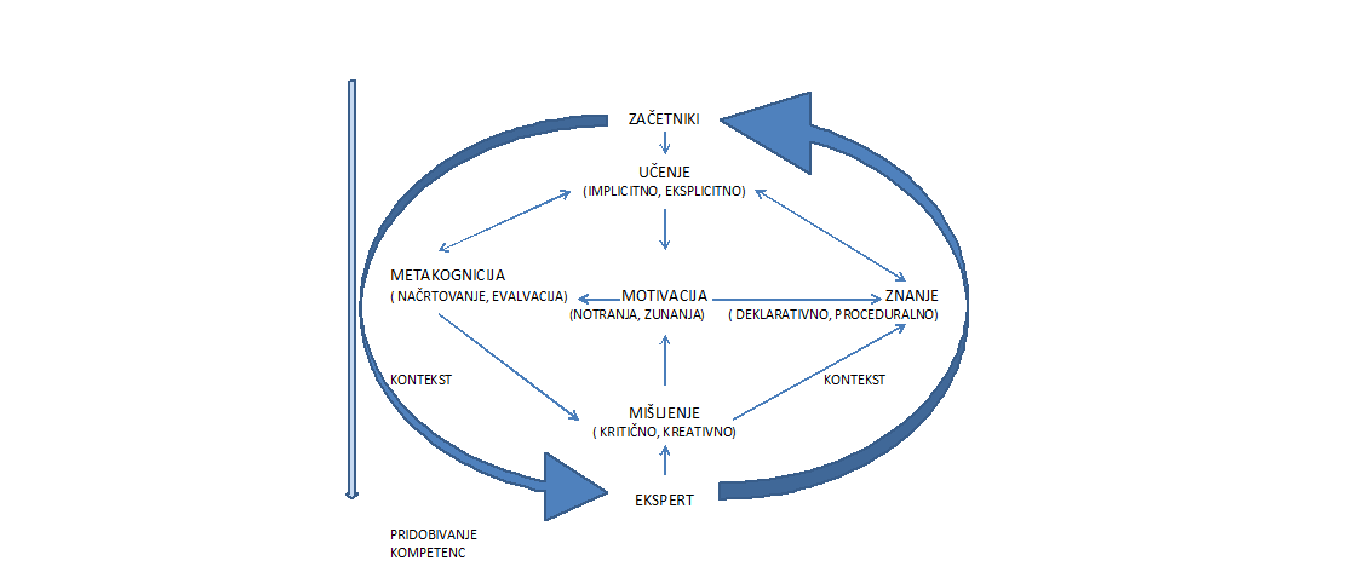 ZAČETNIKI
UČENJE
( IMPLICITNO, EKSPLICITNO)
METAKOGNICIJA
( NAČRTOVANJE, EVALVACIJA)
MOTIVACIJA
(NOTRANJA, ZUNANJA)
ZNANJE
( DEKLARATIVNO, PROCEDURALNO)
KONTEKST
KONTEKST
MIŠLJENJE
( KRITIČNO, KREATIVNO)
EKSPERT
PRIDOBIVANJE
KOMPETENC